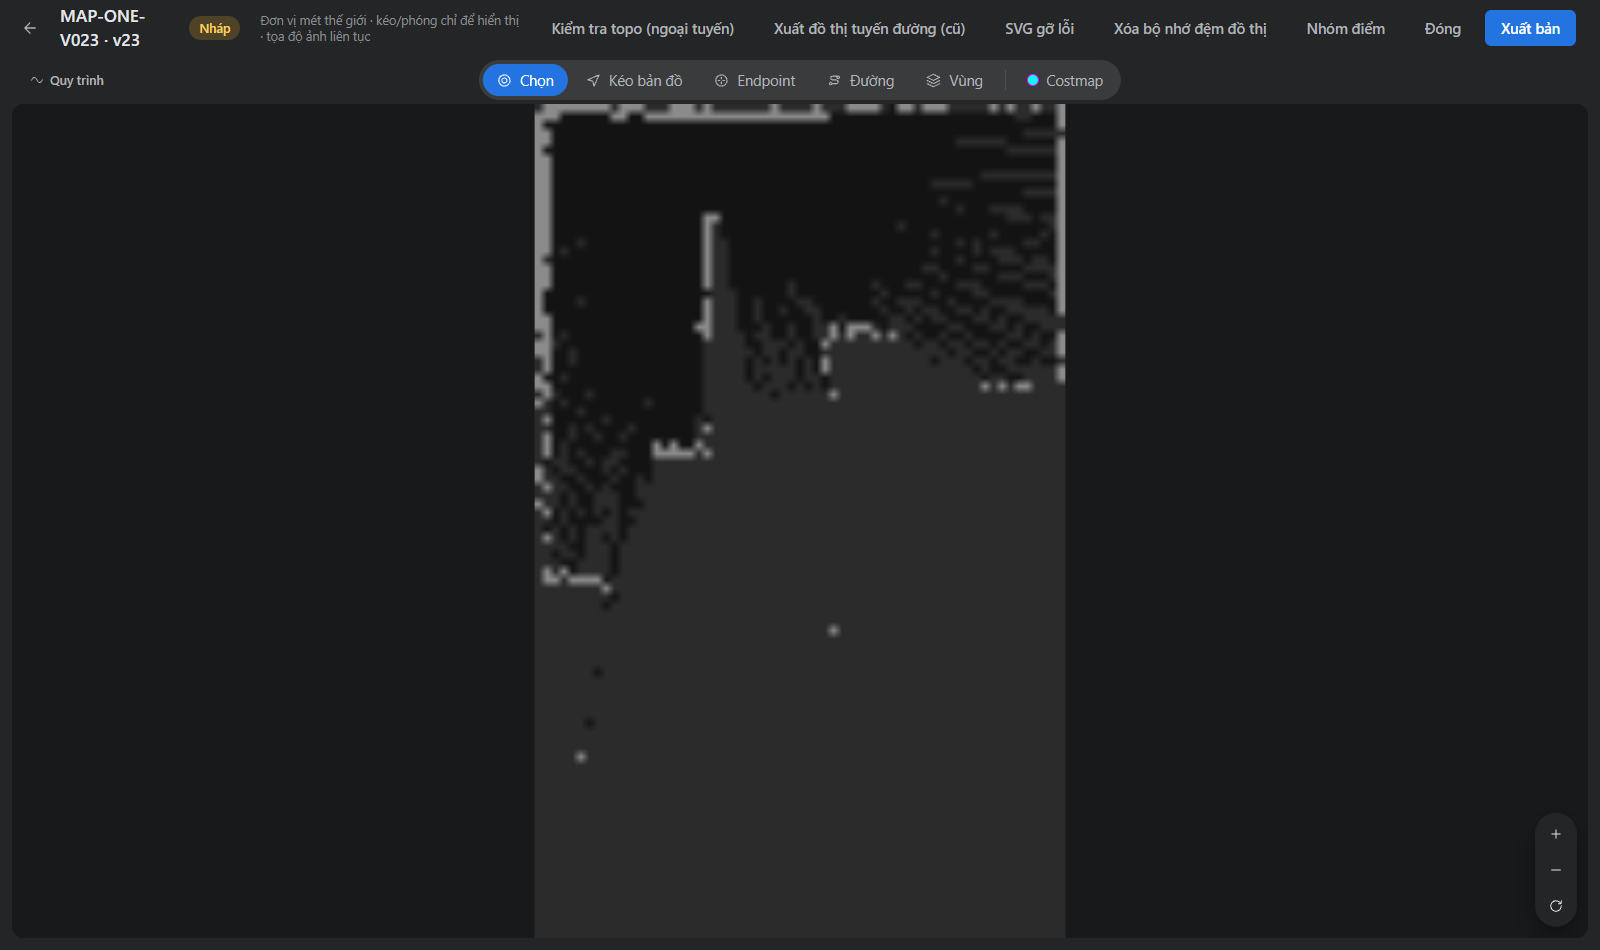 MAP-ONE-
V023 · v23
Nháp
Đơn vị mét thế giới · kéo/phóng chỉ để hiển thị
· tọa độ ảnh liên tục
Kiểm tra topo (ngoại tuyến)
Xuất đồ thị tuyến đường (cũ)
SVG gỡ lỗi
Xóa bộ nhớ đệm đồ thị
Nhóm điểm
Đóng
Xuất bản
Quy trình
Chọn
Kéo bản đồ
Endpoint
Đường
Vùng
Costmap